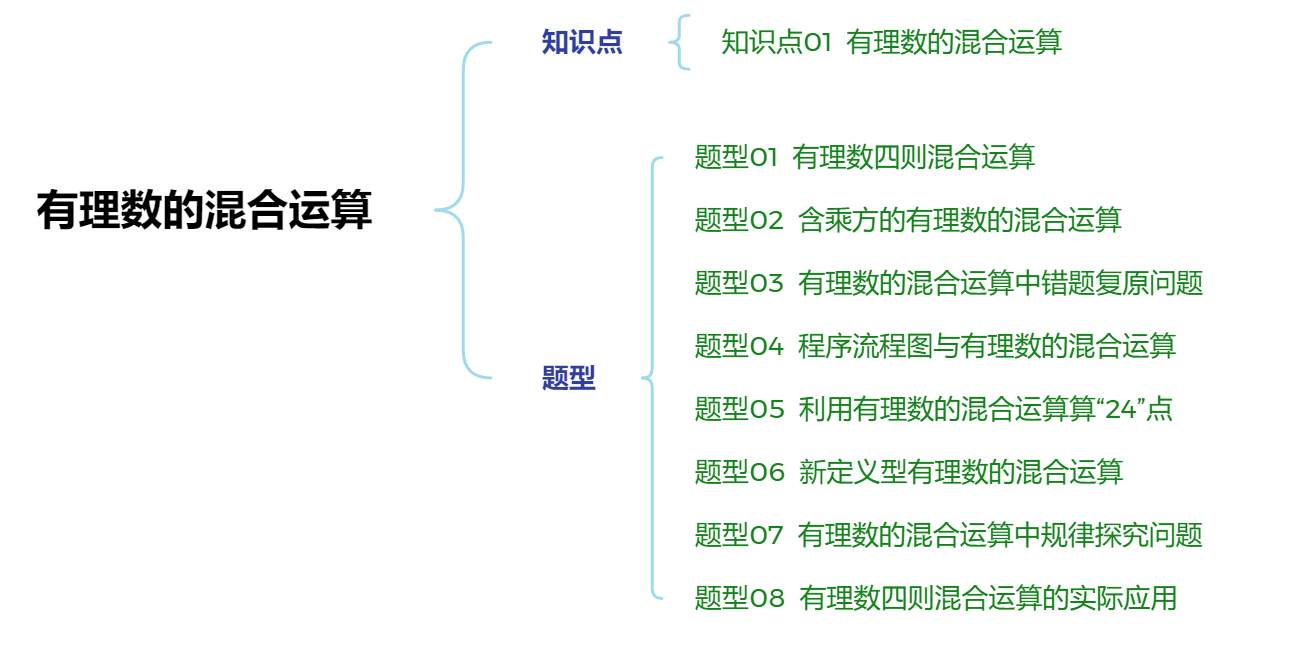 有理数的混合运算
知识点
知识点01 有理数的混合运算
题型
题型01 有理数四则混合运算
题型02 含乘方的有理数的混合运算
题型03 有理数的混合运算中错题复原问题
题型04 程序流程图与有理数的混合运算
题型05 利用有理数的混合运算算“24”点
题型06 新定义型有理数的混合运算
题型07 有理数的混合运算中规律探究问题
题型08 有理数四则混合运算的实际应用